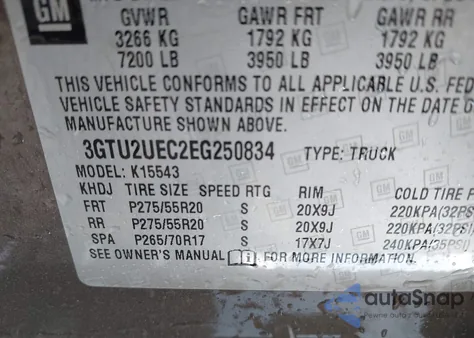 GM
GVWR GAWR FRT GAWR RR
3266 KG 1792 KG 1792 KG
7200 LB 3950 LB 3950 LB
THIS VEHICLE CONFORMS TO ALL APPLICABLE U.S. FED
VEHICLE SAFETY STANDARDS IN EFFECT ON THE DATE O
MANUFACTURE SHOWN ABOVE.
3GTU2UEC2EG250834 TYPE: TRUCK
MODEL: K15543
KHDJ TIRE SIZE SPEED RTG RIM COLD TIRE
FRT P275/55R20 S 20X9J 220KPA(32PSI
RR P275/55R20 S 20X9J 220KPA(32PSI)
SPA P265/70R17 S 17X7J 240KPA(35PSI)
SEE OWNER'S MANUAL i FOR MORE INFORMATION.
autoSnap